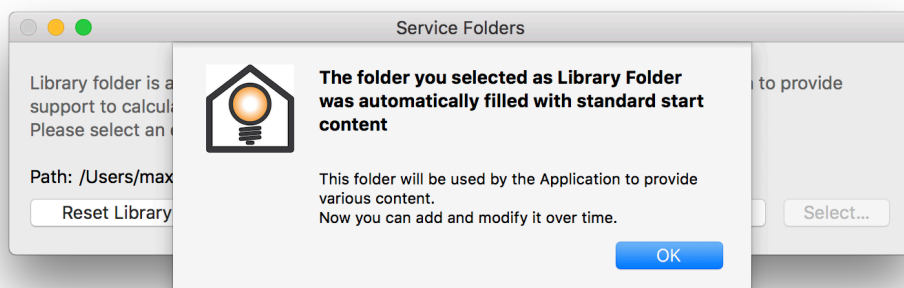 Service Folders
The folder you selected as Library Folder
was automatically filled with standard start
content
This folder will be used by the Application to provide
various content.
Now you can add and modify it over time.
OK
Library folder is a
n to provide
support to calcul
Please select an
Path: /Users/max
Reset Library
Select...